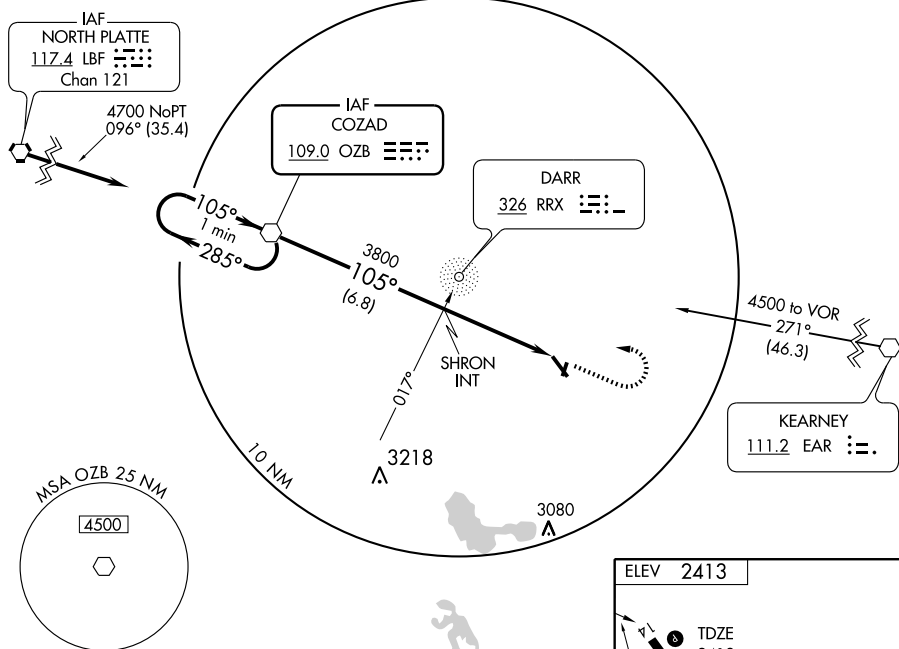 IAF
NORTH PLATTE
117.4 LBF
Chan 121
4700 NoPT
096° (35.4)
IAF
COZAD
109.0 OZB
DARR
326 RRX
105°
1 min
285°
3800
105°
(6.8)
4500 to VOR
271°
(46.3)
SHRON
INT
017°
KEARNEY
111.2 EAR
10 NM
3218
3080
MSA OZB 25 NM
4500
ELEV 2413
14
P
TDZE